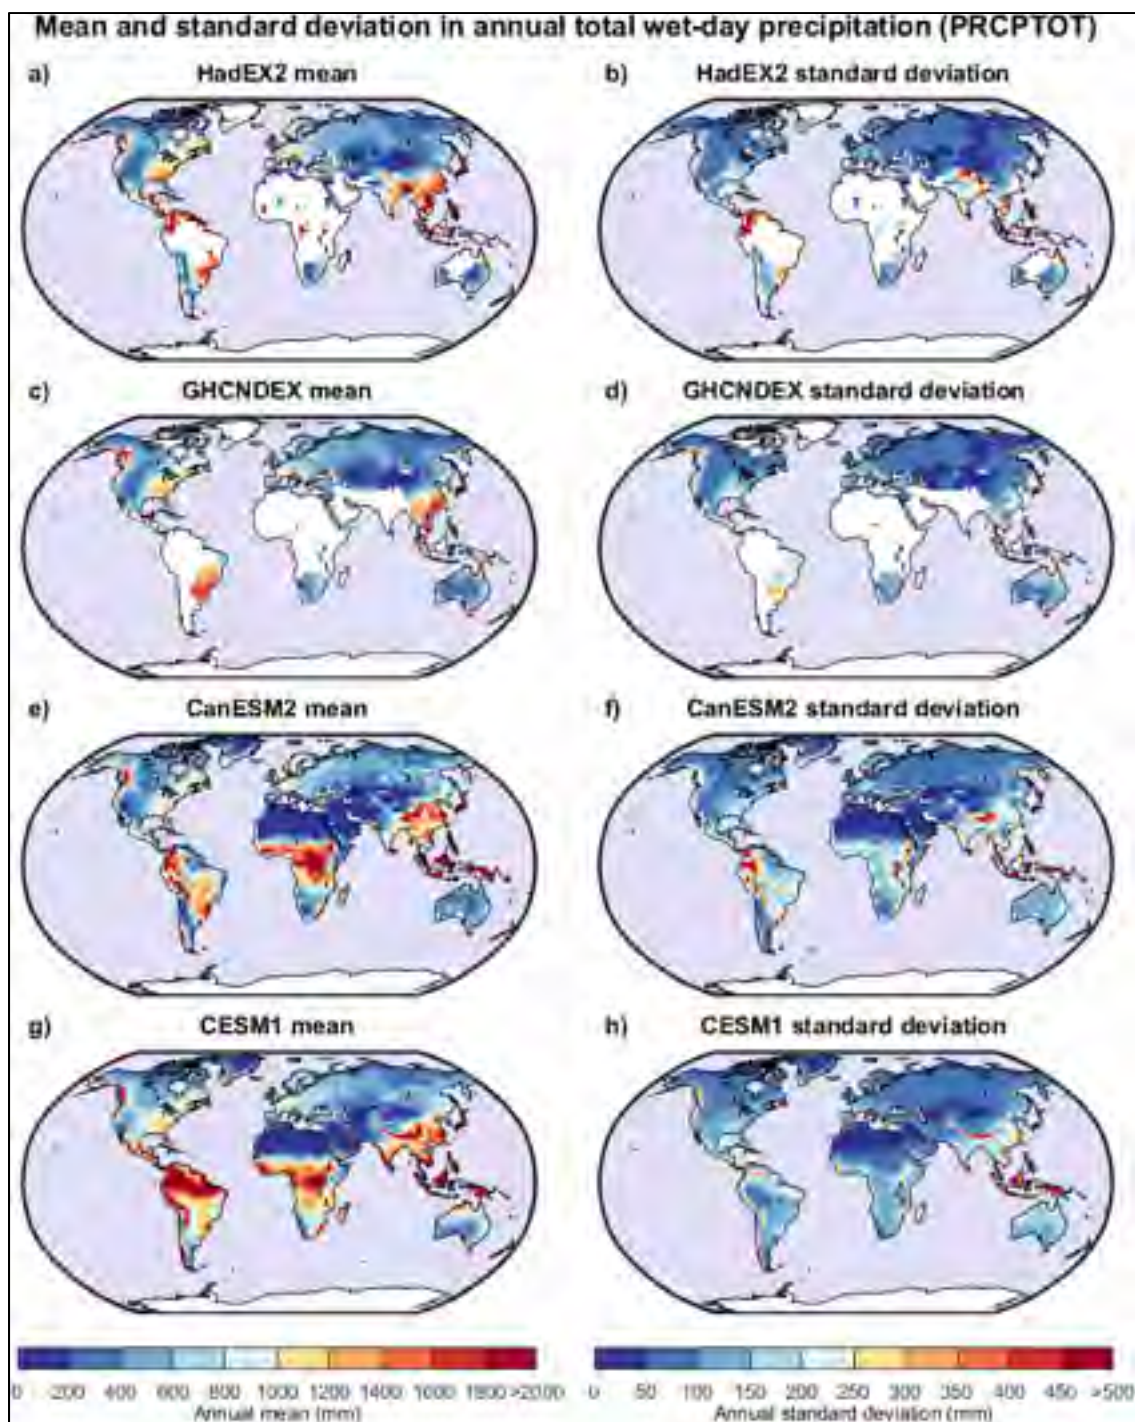 Mean and standard deviation in annual total wet-day precipitation (PRCPTOT)
a) HadEX2 mean
b) HadEX2 standard deviation
c) GHCNDEX mean
d) GHCNDEX standard deviation
e) CanESM2 mean
f) CanESM2 standard deviation
g) CESM1 mean
h) CESM1 standard deviation
0 200 400 600 800 1000 1200 1400 1600 1800 >2000
Annual mean (mm)
0 50 100 150 200 250 300 350 400 450 >500
Annual standard deviation (mm)